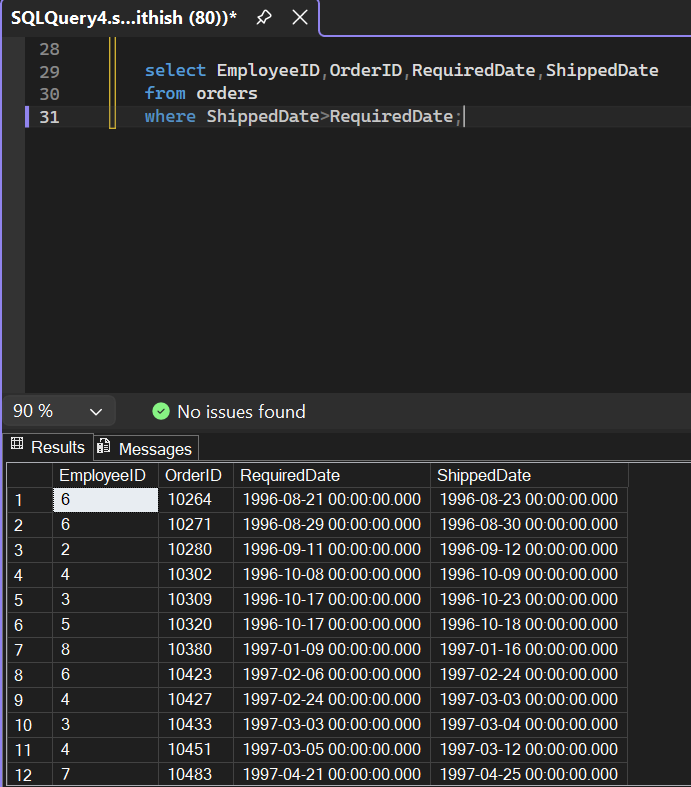 SQLQuery4.s...ithish (80))*
28
29 select EmployeeID,OrderID,RequiredDate,ShippedDate
30 from orders
31 where ShippedDate>RequiredDate;
90 % No issues found
Results Messages
EmployeeID OrderID RequiredDate ShippedDate
1 6 10264 1996-08-21 00:00:00.000 1996-08-23 00:00:00.000
2 6 10271 1996-08-29 00:00:00.000 1996-08-30 00:00:00.000
3 2 10280 1996-09-11 00:00:00.000 1996-09-12 00:00:00.000
4 4 10302 1996-10-08 00:00:00.000 1996-10-09 00:00:00.000
5 3 10309 1996-10-17 00:00:00.000 1996-10-23 00:00:00.000
6 5 10320 1996-10-17 00:00:00.000 1996-10-18 00:00:00.000
7 8 10380 1997-01-09 00:00:00.000 1997-01-16 00:00:00.000
8 6 10423 1997-02-06 00:00:00.000 1997-02-24 00:00:00.000
9 4 10427 1997-02-24 00:00:00.000 1997-03-03 00:00:00.000
10 3 10433 1997-03-03 00:00:00.000 1997-03-04 00:00:00.000
11 4 10451 1997-03-05 00:00:00.000 1997-03-12 00:00:00.000
12 7 10483 1997-04-21 00:00:00.000 1997-04-25 00:00:00.000